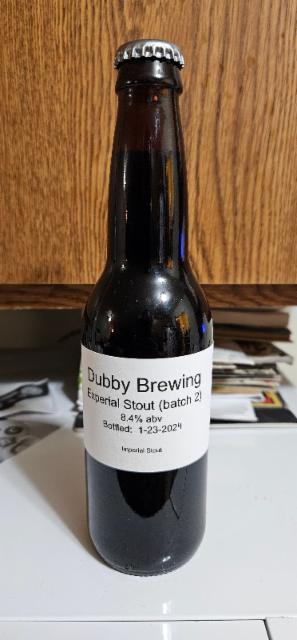 Dubby Brewing
Experial Stout (batch 2)
8.4% abv
Bottled: 1-23-2024
Imperial Stout